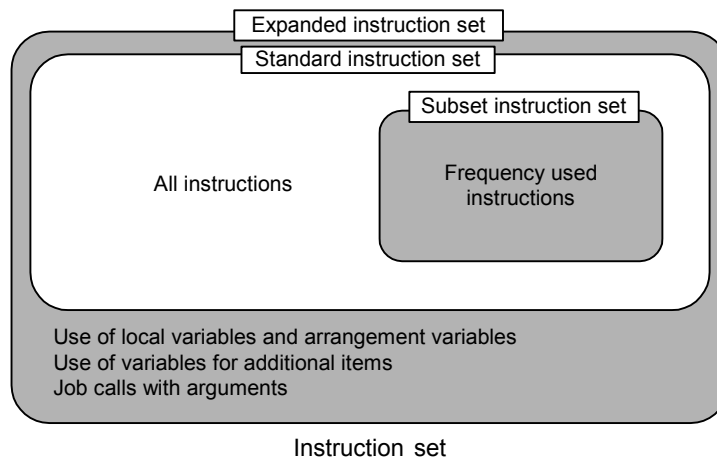 Expanded instruction set
Standard instruction set
Subset instruction set
All instructions
Frequency used
instructions
Use of local variables and arrangement variables
Use of variables for additional items
Job calls with arguments
Instruction set